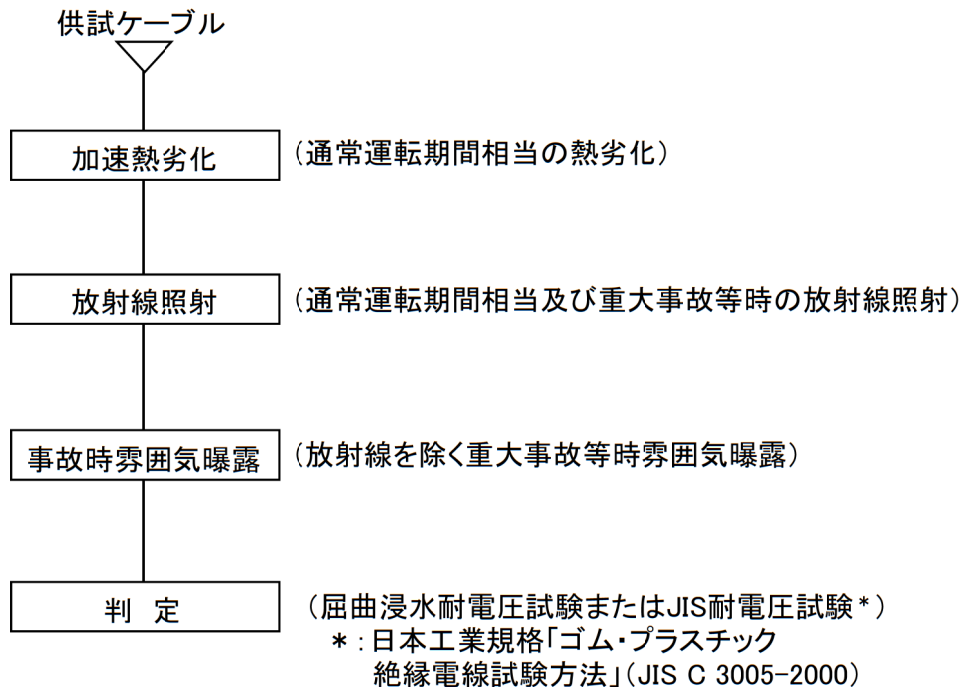 供試ケーブル
加速熱劣化 (通常運転期間相当の熱劣化)
放射線照射 (通常運転期間相当及び重大事故等時の放射線照射)
事故時雰囲気曝露 (放射線を除く重大事故等時雰囲気曝露)
判 定 (屈曲浸水耐電圧試験またはJIS耐電圧試験*)
*:日本工業規格「ゴム・プラスチック
絶縁電線試験方法」(JIS C 3005-2000)